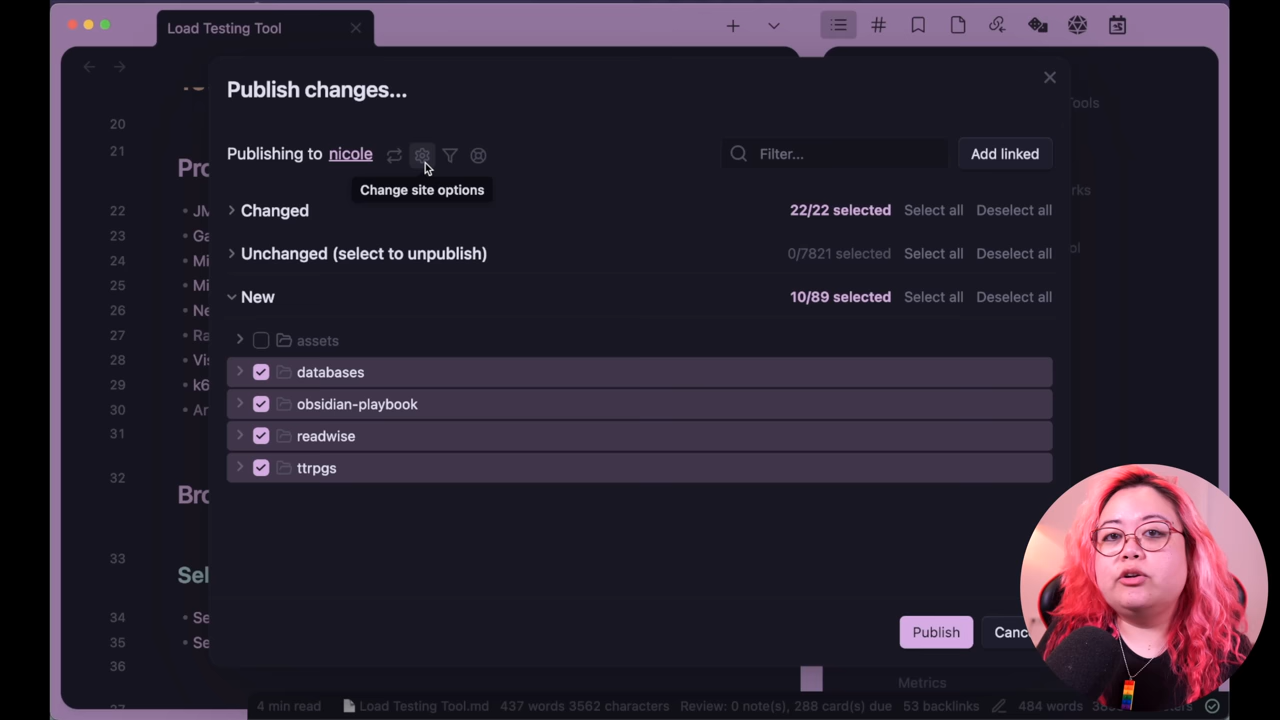 Load Testing Tool
Publish changes...
Publishing to nicole
Filter...
Add linked
Change site options
Changed
22/22 selected
Select all
Deselect all
Unchanged (select to unpublish)
0/7821 selected
Select all
Deselect all
New
10/89 selected
Select all
Deselect all
assets
databases
obsidian-playbook
readwise
ttrpgs
Publish
20
21
22
23
24
25
26
27
28
29
30
31
32
33
34
35
36
k6
Metrics
4 min read
Load Testing Tool.md
437 words 3562 characters
Review: 0 note(s), 288 card(s) due
53 backlinks
484 words